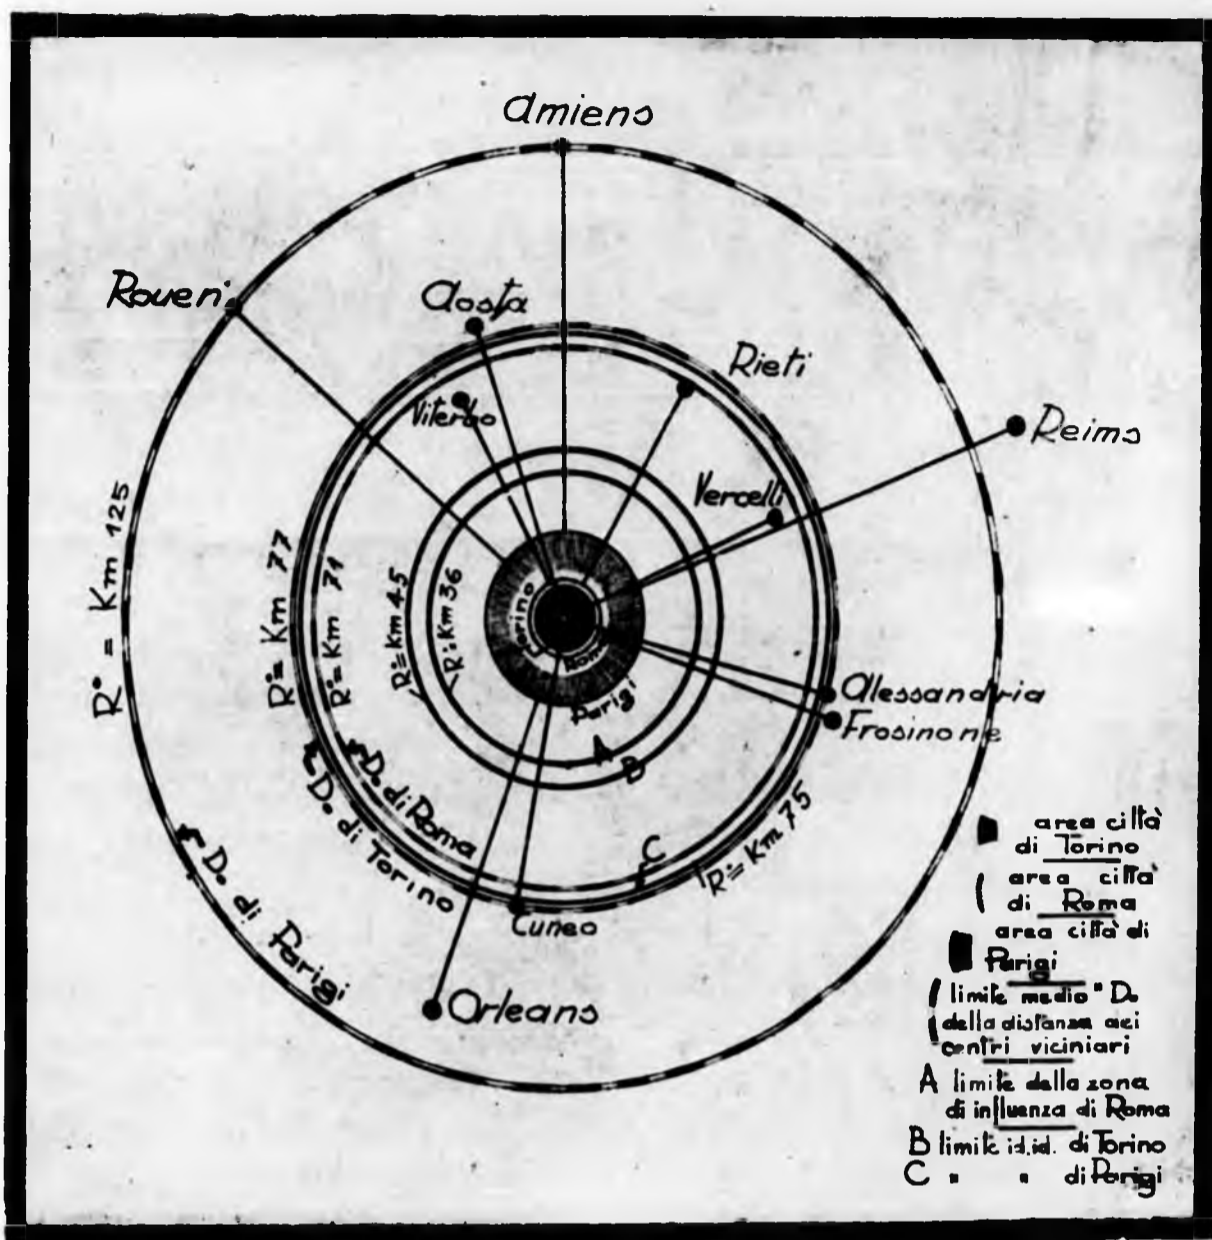 Amiens
Rouen
Aosta
Rieti
Viterbo
Reims
Vercelli
R° = Km 125
R° = Km 77
R° = Km 71
R° = Km 45
R° = Km 36
Torino
Roma
Parigi
Alessandria
Frosinone
A
B
C
R° = Km 75
D. di Roma
D. di Torino
D. di Parigi
Cuneo
Orleans
area città
di Torino
area città
di Roma
area città di
Parigi
limite medio "D.
della distanza dei
centri viciniari
A limite della zona
di influenza di Roma
B limite id.id. di Torino
C " " di Parigi